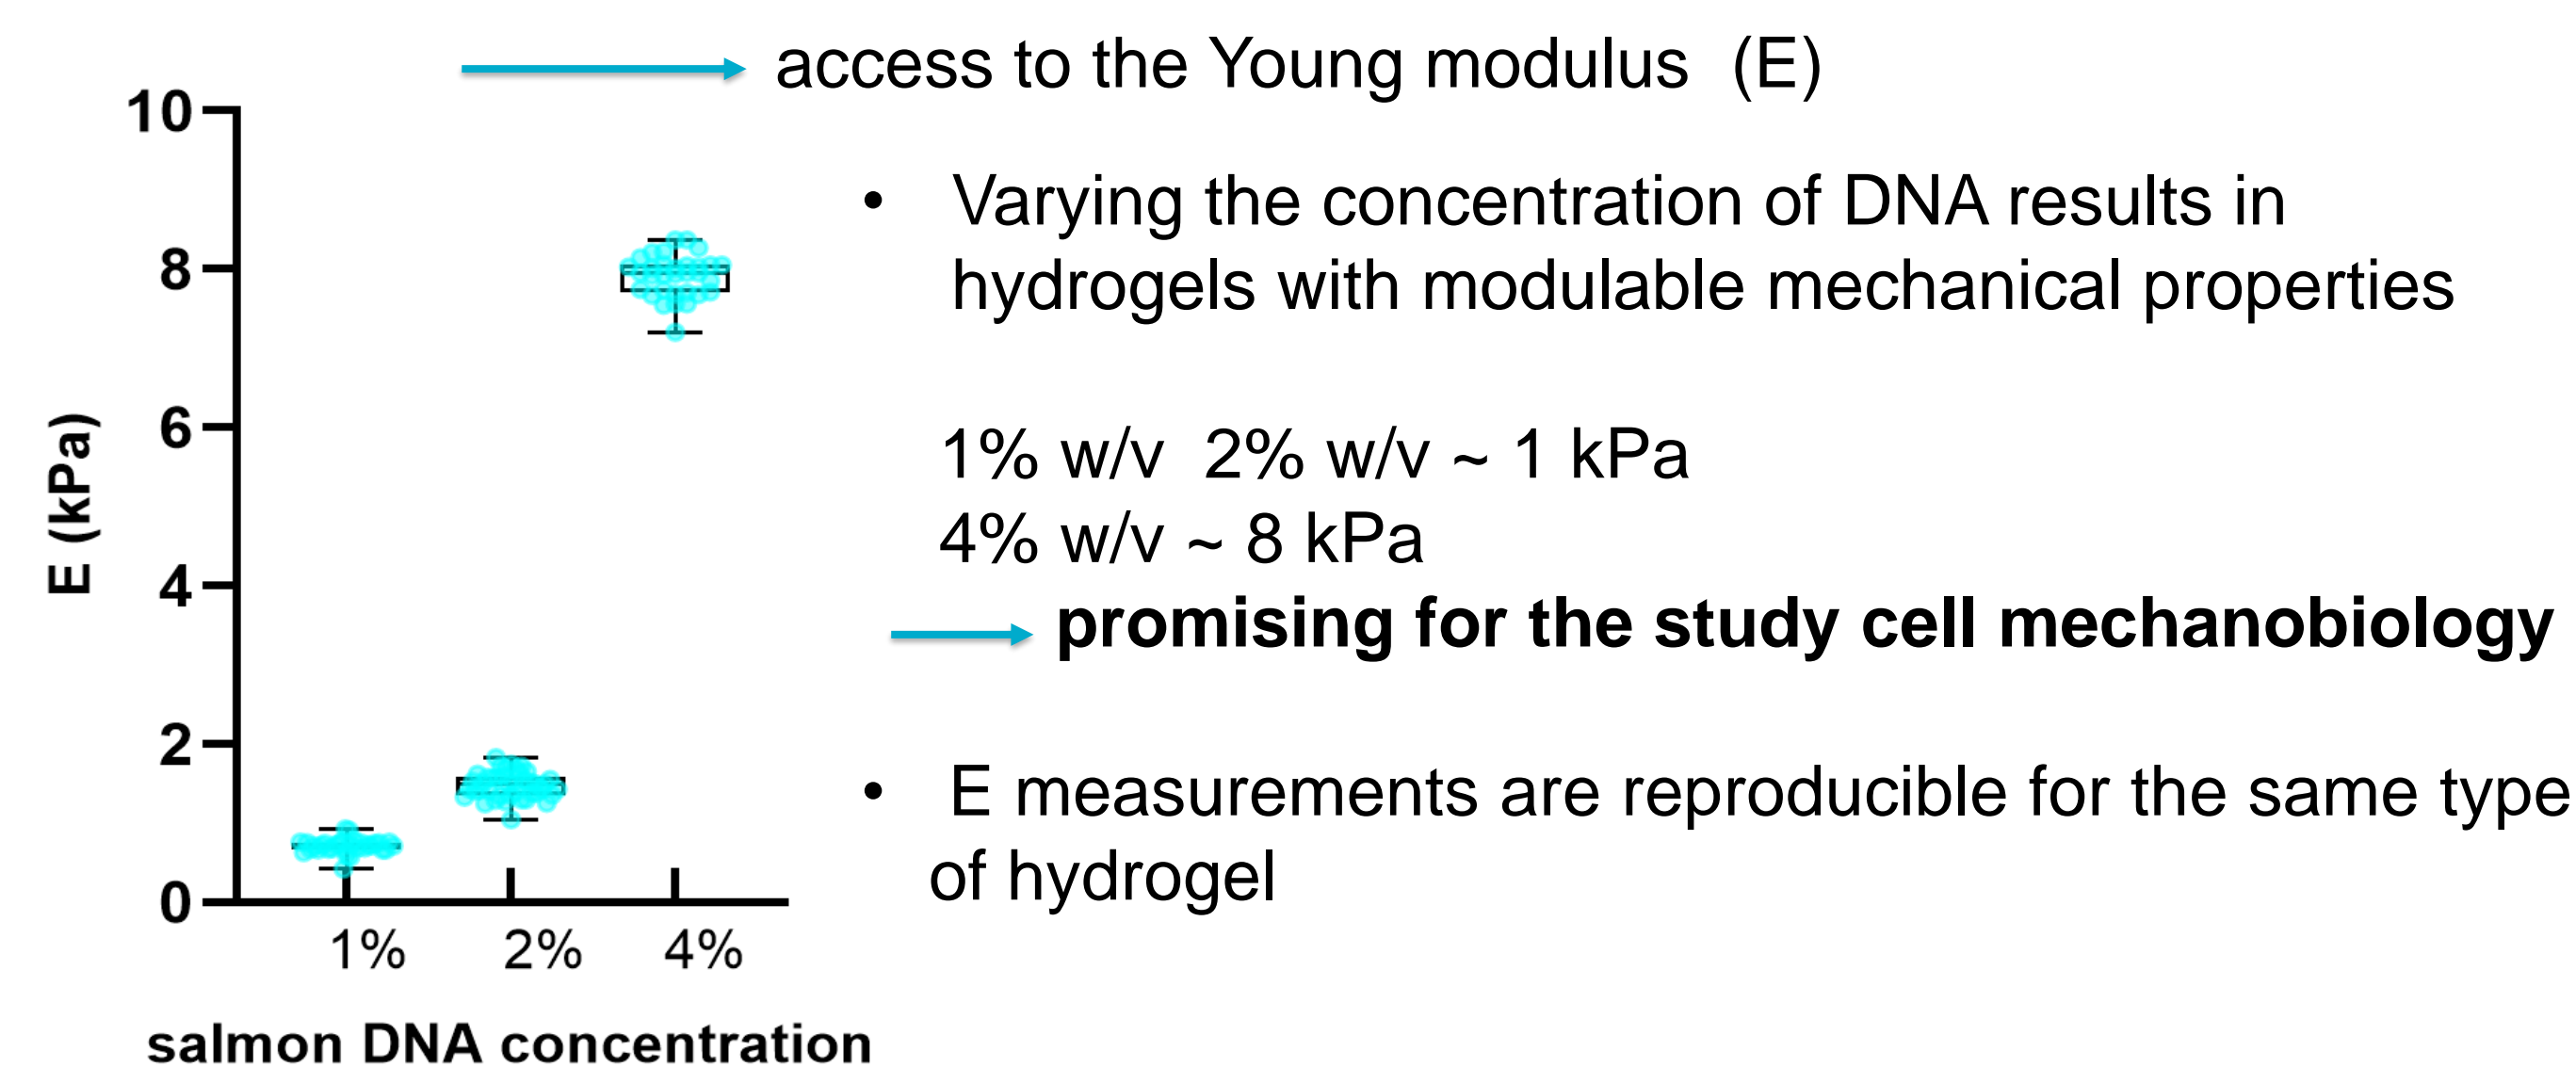 access to the Young modulus (E)
10
8
6
4
2
0
E (kPa)
1% 2% 4%
salmon DNA concentration
• Varying the concentration of DNA results in
hydrogels with modulable mechanical properties
1% w/v 2% w/v ~ 1 kPa
4% w/v ~ 8 kPa
promising for the study cell mechanobiology
• E measurements are reproducible for the same type
of hydrogel